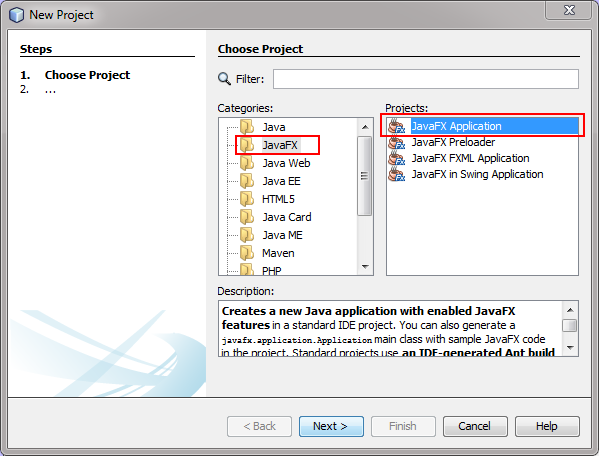 New Project
Steps
1. Choose Project
2. ...
Choose Project
Filter:
Categories:
Java
JavaFX
Java Web
Java EE
HTML5
Java Card
Java ME
Maven
PHP
Projects:
JavaFX Application
JavaFX Preloader
JavaFX FXML Application
JavaFX in Swing Application
Description:
Creates a new Java application with enabled JavaFX
features in a standard IDE project. You can also generate a
javafx.application.Application main class with sample JavaFX code
in the project. Standard projects use an IDE-generated Ant build
< Back
Next >
Finish
Cancel
Help